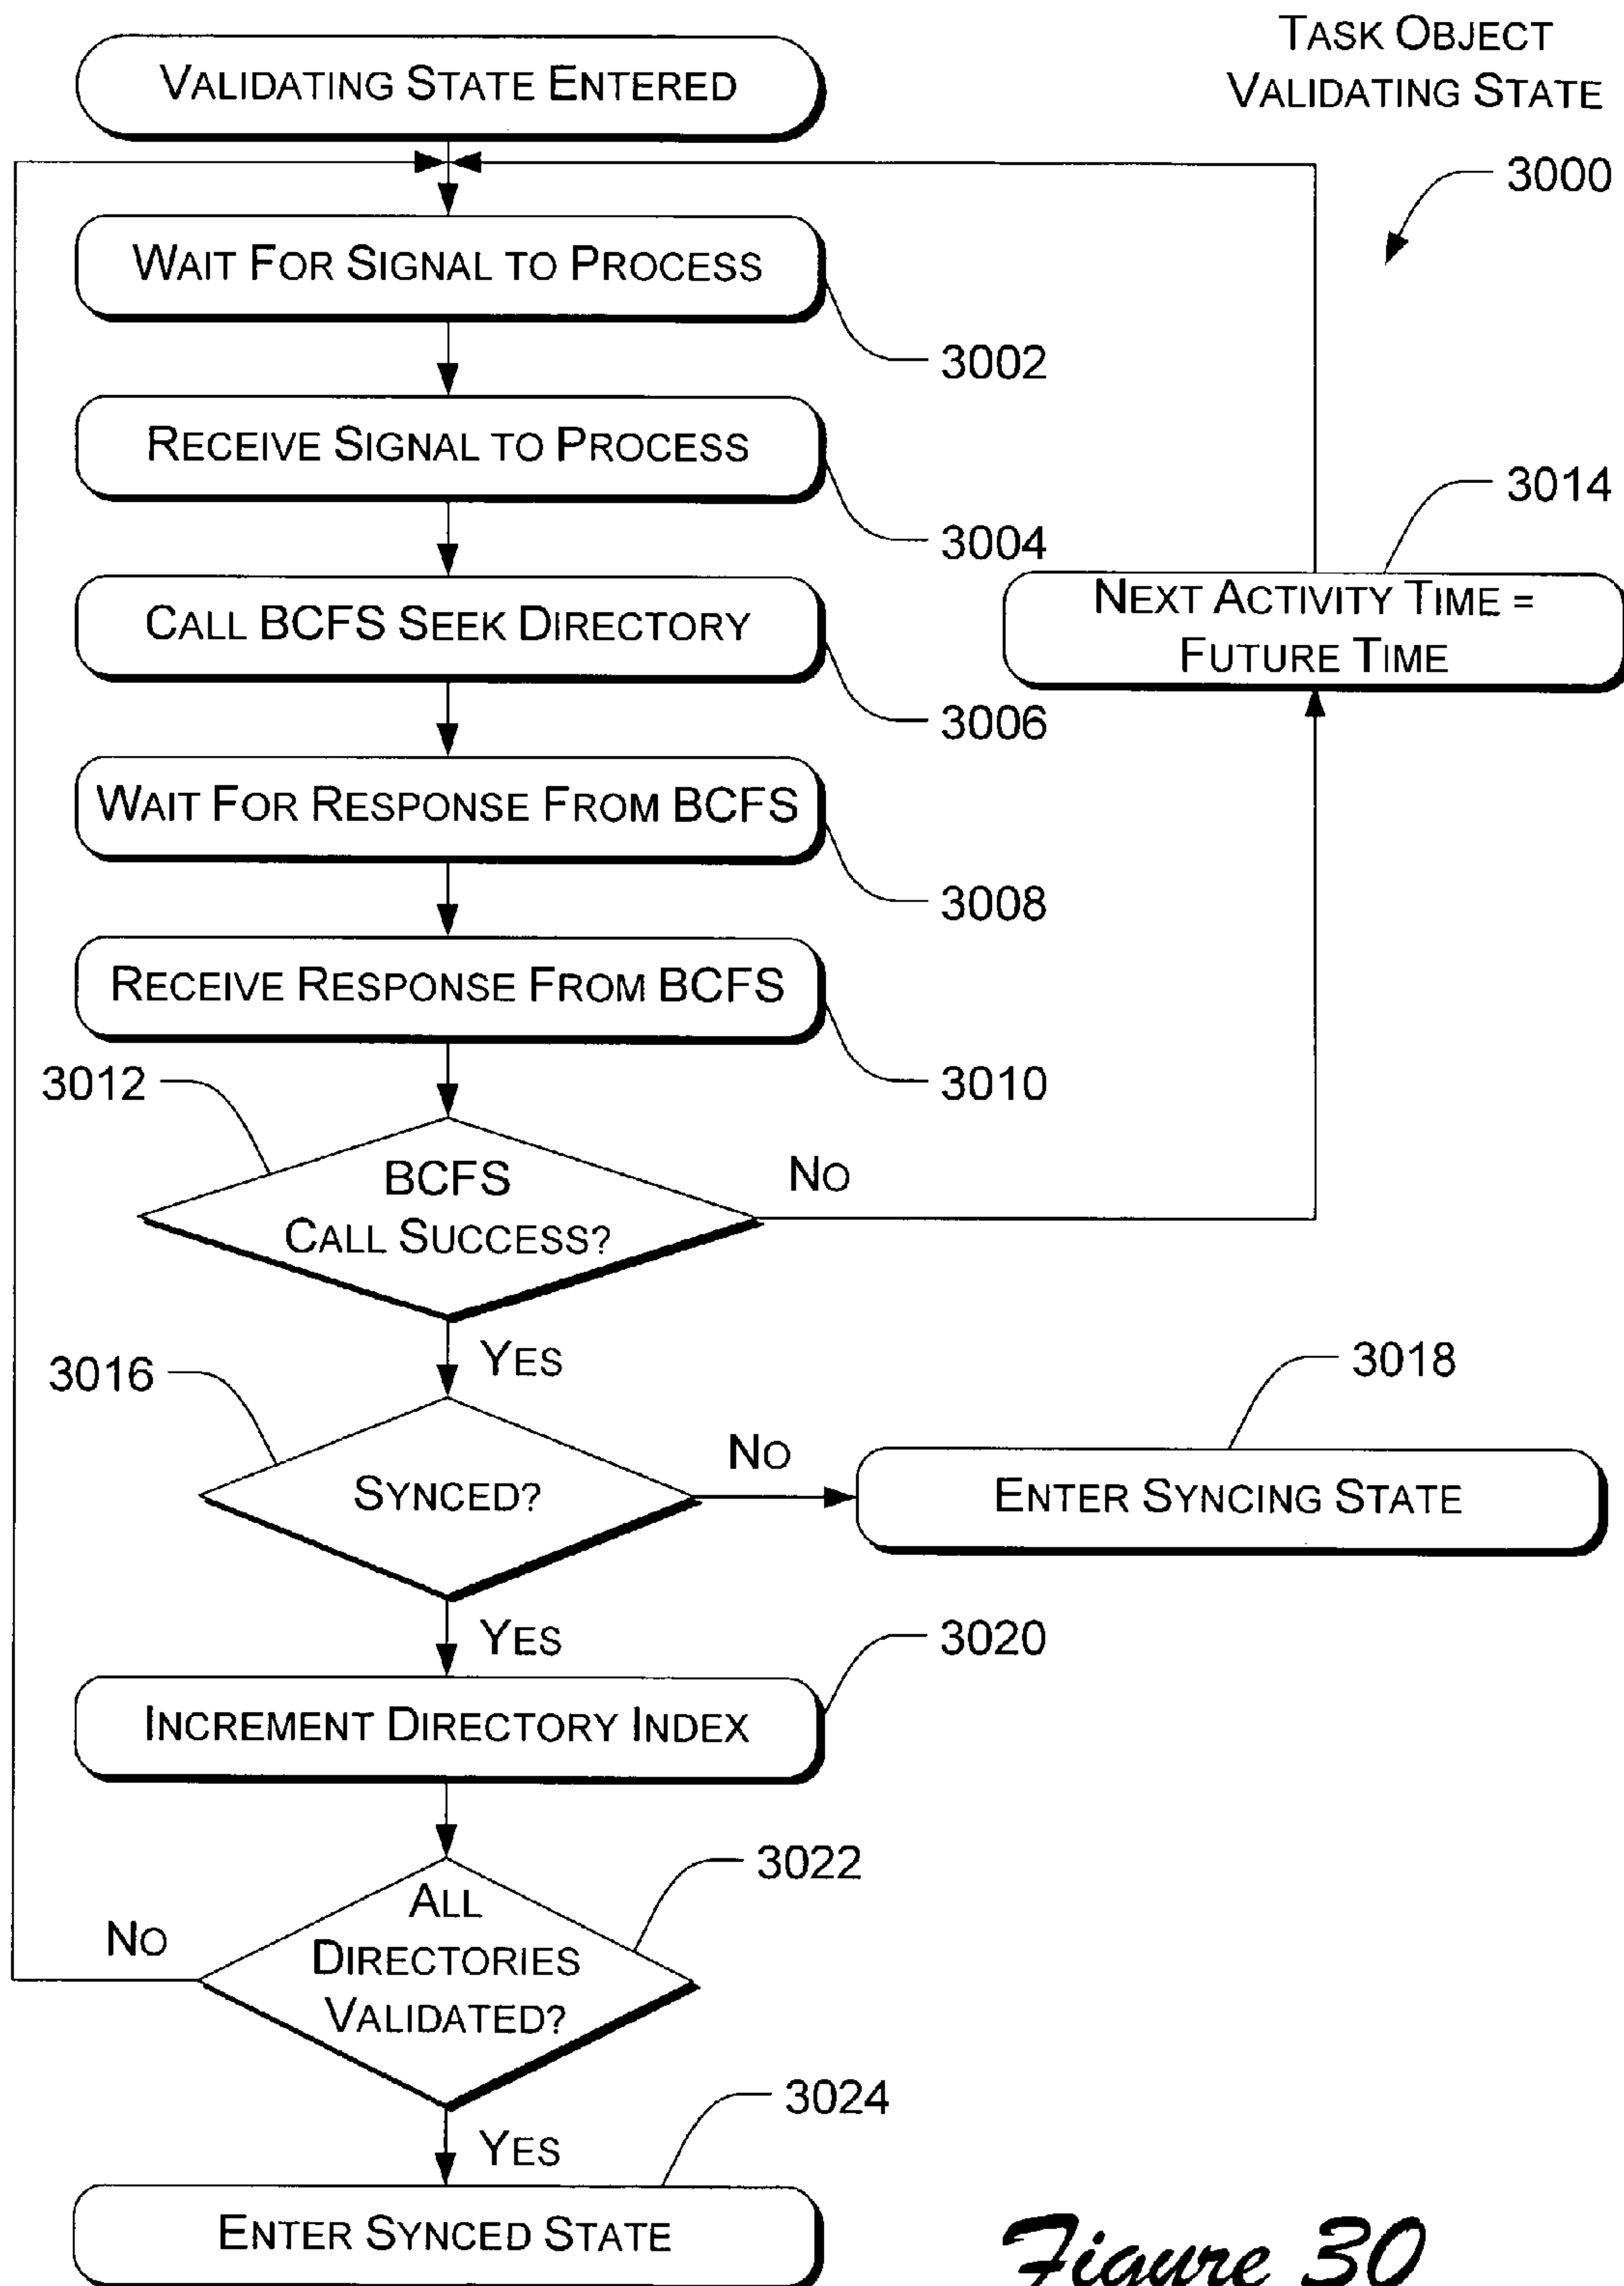 TASK OBJECT
VALIDATING STATE
3000
VALIDATING STATE ENTERED
WAIT FOR SIGNAL TO PROCESS
3002
RECEIVE SIGNAL TO PROCESS
3004
CALL BCFS SEEK DIRECTORY
3006
WAIT FOR RESPONSE FROM BCFS
3008
RECEIVE RESPONSE FROM BCFS
3010
3012
BCFS
CALL SUCCESS?
NO
3014
NEXT ACTIVITY TIME =
FUTURE TIME
YES
3016
SYNCED?
NO
3018
ENTER SYNCING STATE
YES
3020
INCREMENT DIRECTORY INDEX
3022
ALL
DIRECTORIES
VALIDATED?
NO
YES
3024
ENTER SYNCED STATE
Figure 30